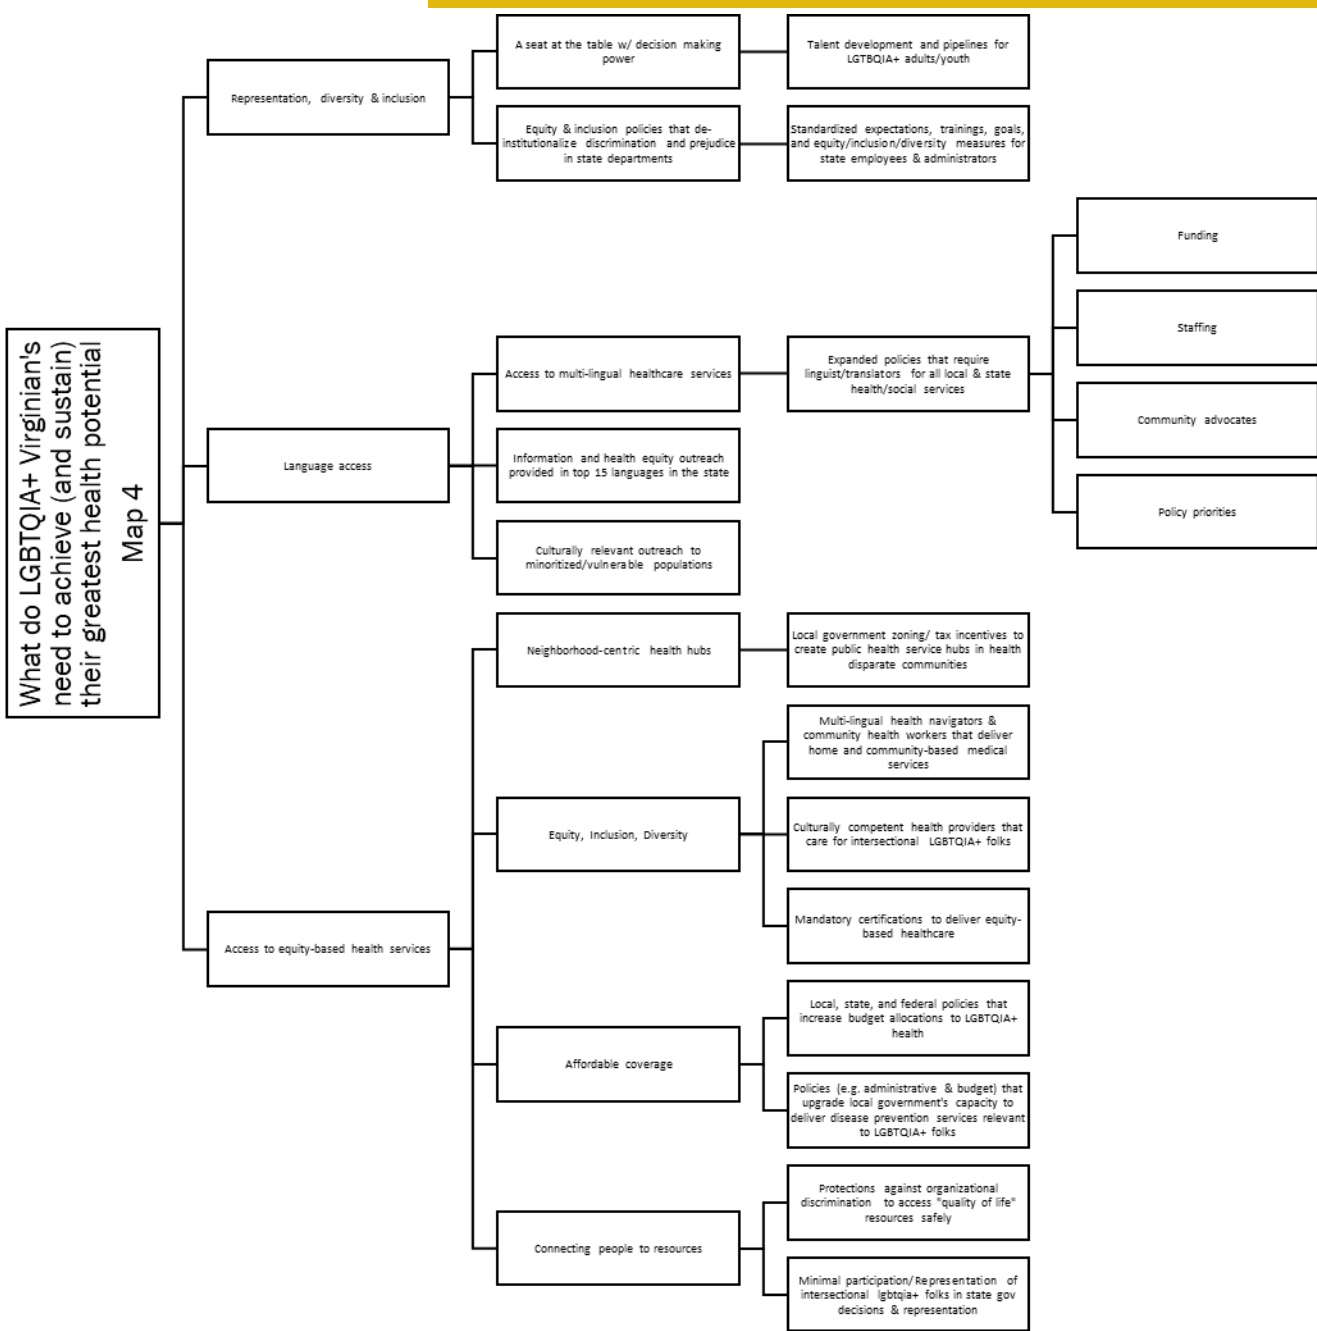 What do LGBTQIA+ Virginian's
need to achieve (and sustain)
their greatest health potential
Map 4
Representation, diversity & inclusion
A seat at the table w/ decision making
power
Talent development and pipelines for
LGTBQIA+ adults/youth
Equity & inclusion policies that de-
institutionalize discrimination and prejudice
in state departments
Standardized expectations, trainings, goals,
and equity/inclusion/diversity measures for
state employees & administrators
Language access
Access to multi-lingual healthcare services
Expanded policies that require
linguist/translators for all local & state
health/social services
Funding
Staffing
Community advocates
Policy priorities
Information and health equity outreach
provided in top 15 languages in the state
Culturally relevant outreach to
minoritized/vulnerable populations
Access to equity-based health services
Neighborhood-centric health hubs
Local government zoning/ tax incentives to
create public health service hubs in health
disparate communities
Equity, Inclusion, Diversity
Multi-lingual health navigators &
community health workers that deliver
home and community-based medical
services
Culturally competent health providers that
care for intersectional LGBTQIA+ folks
Mandatory certifications to deliver equity-
based healthcare
Affordable coverage
Local, state, and federal policies that
increase budget allocations to LGBTQIA+
health
Policies (e.g. administrative & budget) that
upgrade local government's capacity to
deliver disease prevention services relevant
to LGBTQIA+ folks
Connecting people to resources
Protections against organizational
discrimination to access "quality of life"
resources safely
Minimal participation/Representation of
intersectional lgbtqia+ folks in state gov
decisions & representation